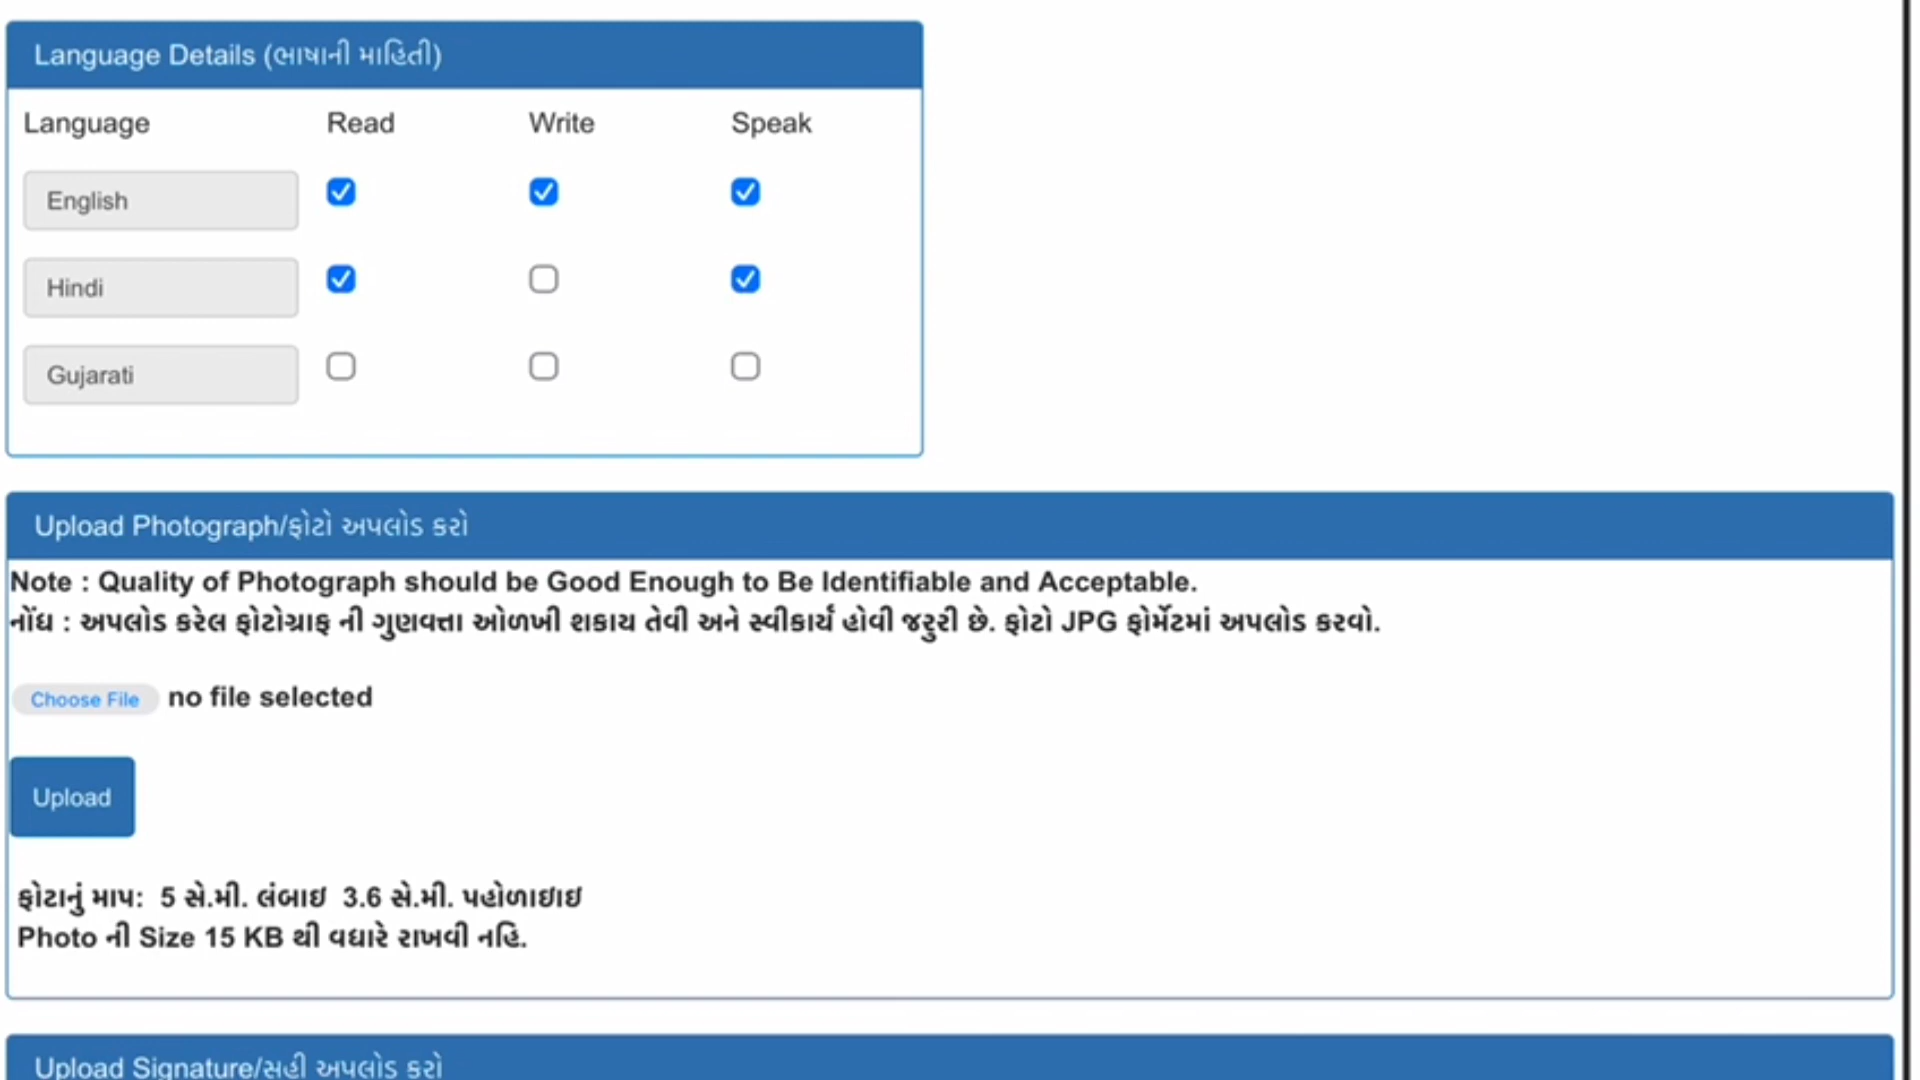 Language Details (ભાષાની માહિતી)
Language Read Write Speak
English
Hindi
Gujarati
Upload Photograph/ફોટો અપલોડ કરો
Note : Quality of Photograph should be Good Enough to Be Identifiable and Acceptable.
નોંધ : અપલોડ કરેલ ફોટોગ્રાફ ની ગુણવત્તા ઓળખી શકાય તેવી અને સ્વીકાર્ય હોવી જરુરી છે. ફોટો JPG ફોર્મેટમાં અપલોડ કરવો.
Choose File no file selected
Upload
ફોટાનું માપ: 5 સે.મી. લંબાઇ 3.6 સે.મી. પહોળાઇાઇ
Photo ની Size 15 KB થી વધારે રાખવી નહિ.
Upload Signature/સહી અપલોડ કરો